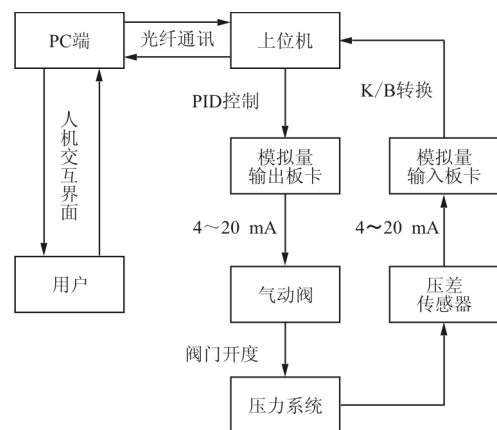 PC端
光纤通讯
上位机
PID控制
K/B转换
人机交互界面
模拟量
输出板卡
模拟量
输入板卡
4～20 mA
4～20 mA
用户
气动阀
压差
传感器
阀门开度
压力系统